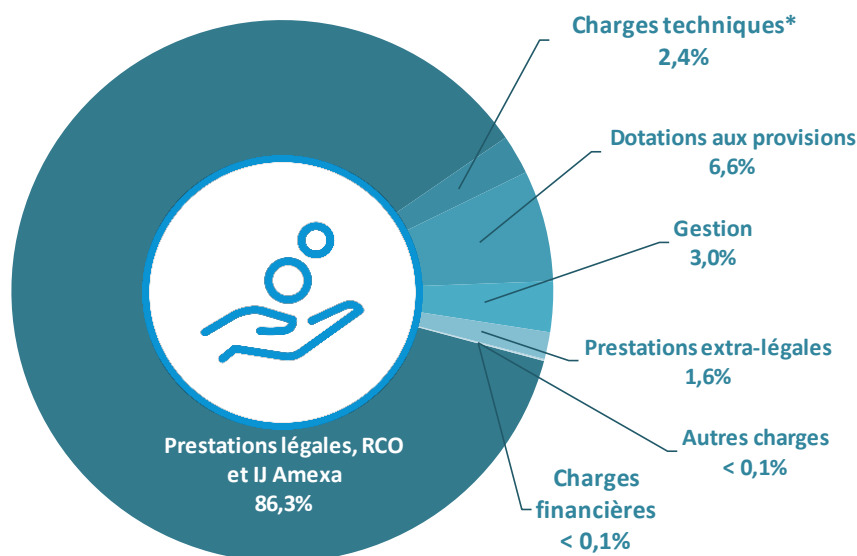 Charges techniques*
2,4%
Dotations aux provisions
6,6%
Gestion
3,0%
Prestations extra-légales
1,6%
Autres charges
< 0,1%
Charges
financières
< 0,1%
Prestations légales, RCO
et IJ Amexa
86,3%